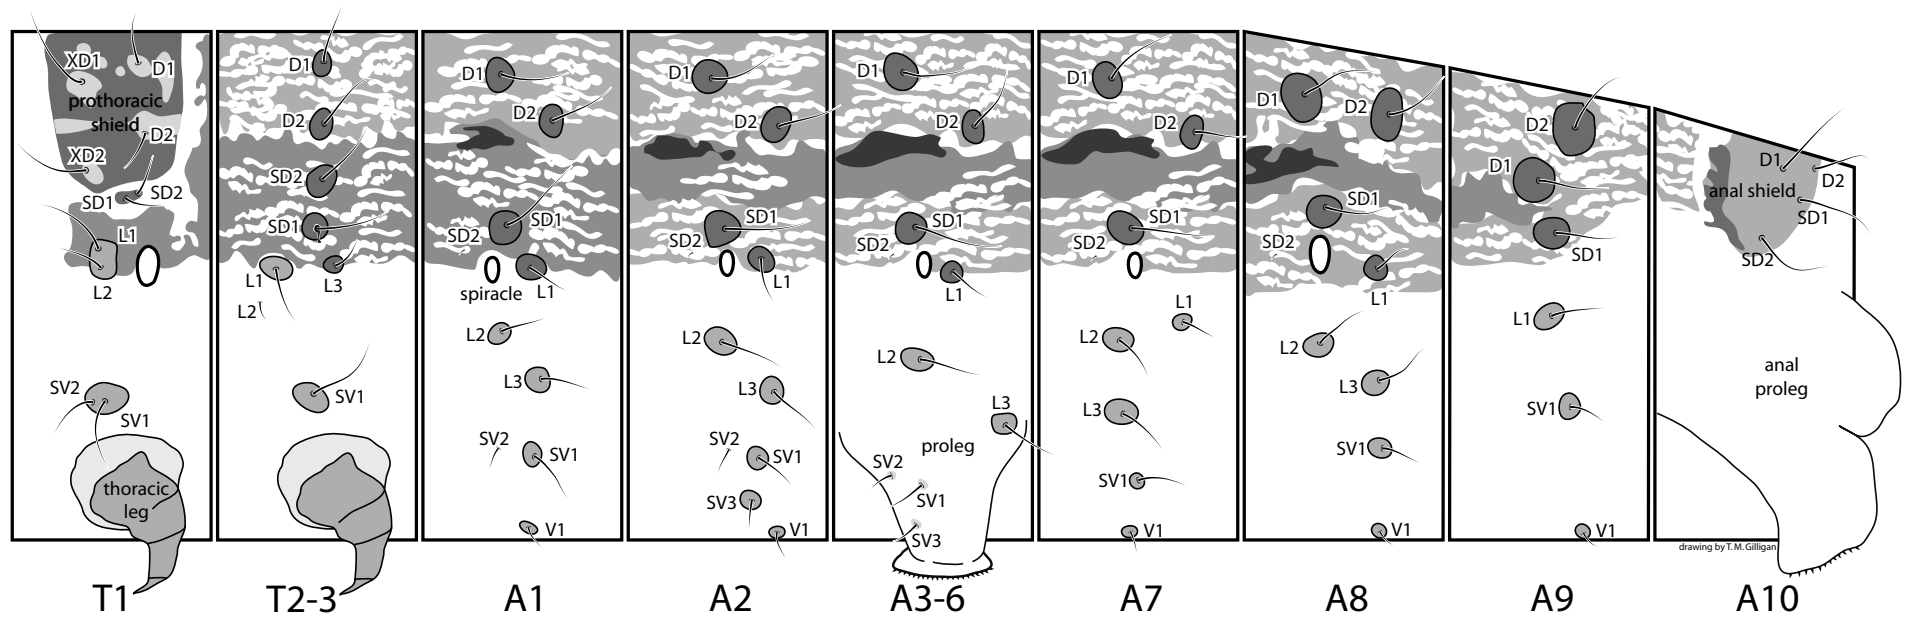 XD1
D1
prothoracic
shield
D2
XD2
SD2
SD1
L1
L2
SV2
SV1
thoracic
leg
T1
D1
D2
SD2
SD1
L1
L3
L2
SV1
T2-3
D1
D2
SD1
SD2
spiracle
L1
L2
L3
SV2
SV1
V1
A1
D1
D2
SD1
SD2
L1
L2
L3
SV2
SV1
SV3
V1
A2
D1
D2
SD1
SD2
L1
L2
L3
proleg
SV2
SV1
SV3
A3-6
D1
D2
SD1
SD2
L1
L2
L3
SV1
V1
A7
D1
D2
SD1
SD2
L1
L2
L3
SV1
V1
A8
D2
D1
SD1
L1
SV1
V1
A9
D1
D2
anal shield
SD1
SD2
anal
proleg
drawing by T. M. Gilligan
A10